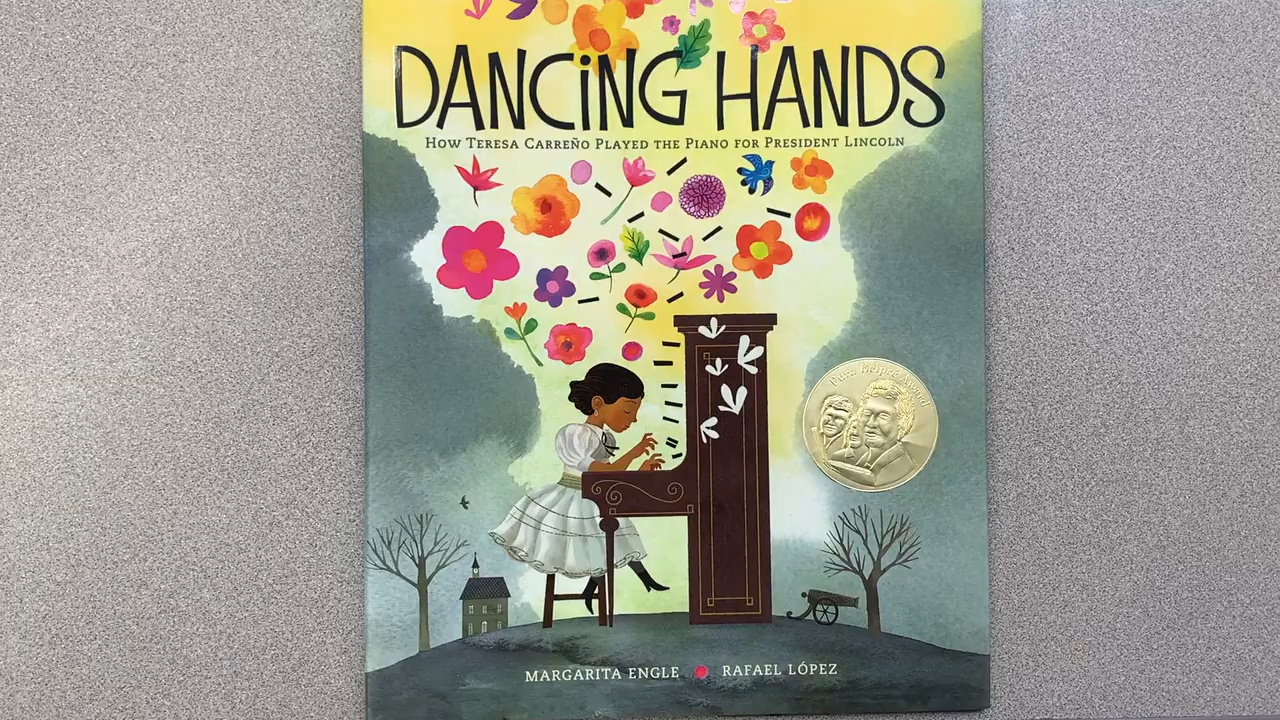 DANCiNG HANDS
How Teresa Carreño Played the Piano for President Lincoln
Pura Belpré Award
MARGARITA ENGLE RAFAEL LÓPEZ